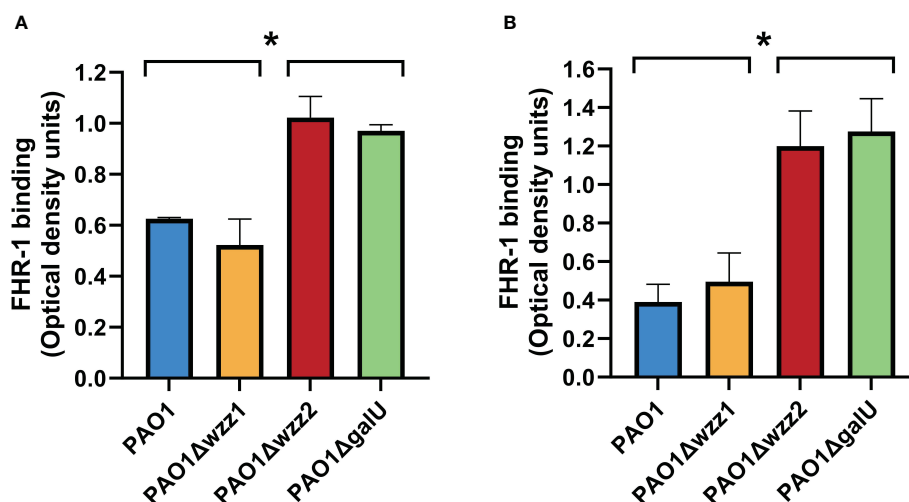 A
*
FHR-1 binding
(Optical density units)
1.2
1.0
0.8
0.6
0.4
0.2
0.0
PAO1
PAO1Δwzz1
PAO1Δwzz2
PAO1ΔgalU
B
*
FHR-1 binding
(Optical density units)
1.6
1.4
1.2
1.0
0.8
0.6
0.4
0.2
0.0
PAO1
PAO1Δwzz1
PAO1Δwzz2
PAO1ΔgalU